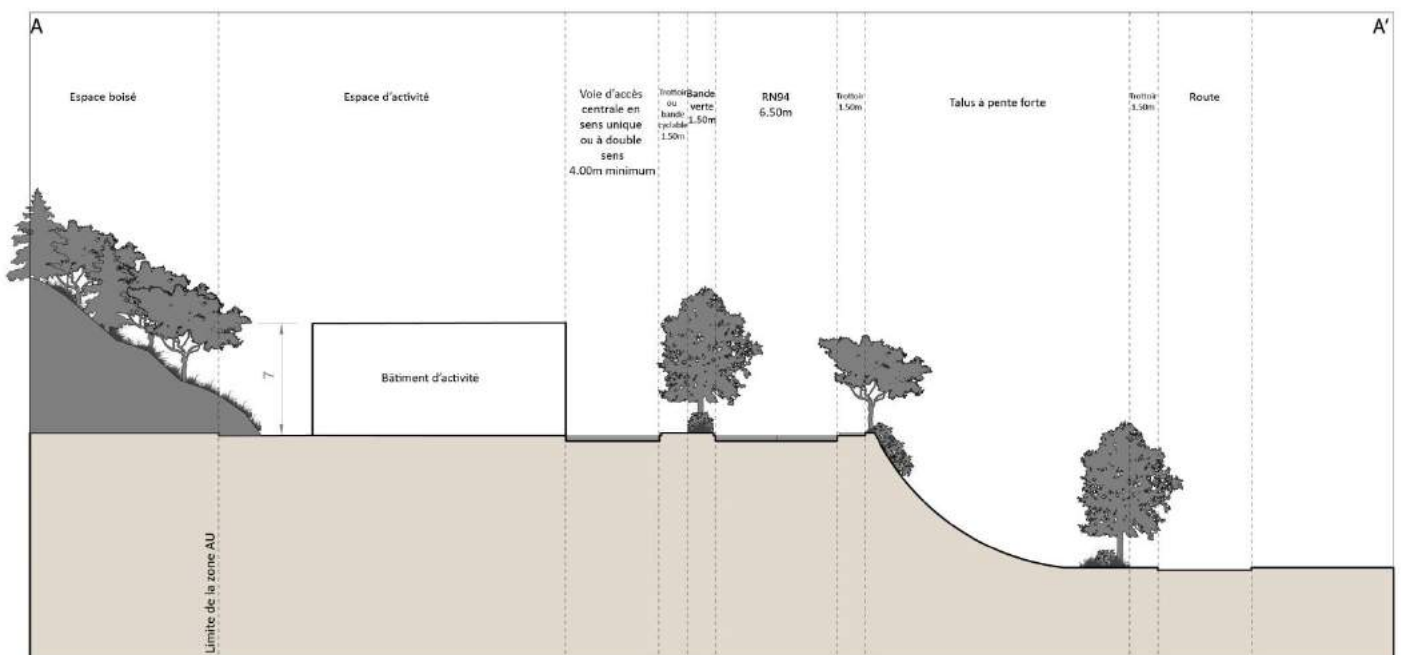 A
A'
Espace boisé
Espace d'activité
Voie d'accès
centrale en
sens unique
ou à double
sens
4.00m minimum
Trottoir
ou
bande
cyclable
1.50m
Bande
verte
1.50m
RN94
6.50m
Trottoir
1.50m
Talus à pente forte
Trottoir
1.50m
Route
7
Bâtiment d'activité
Limite de la zone AU